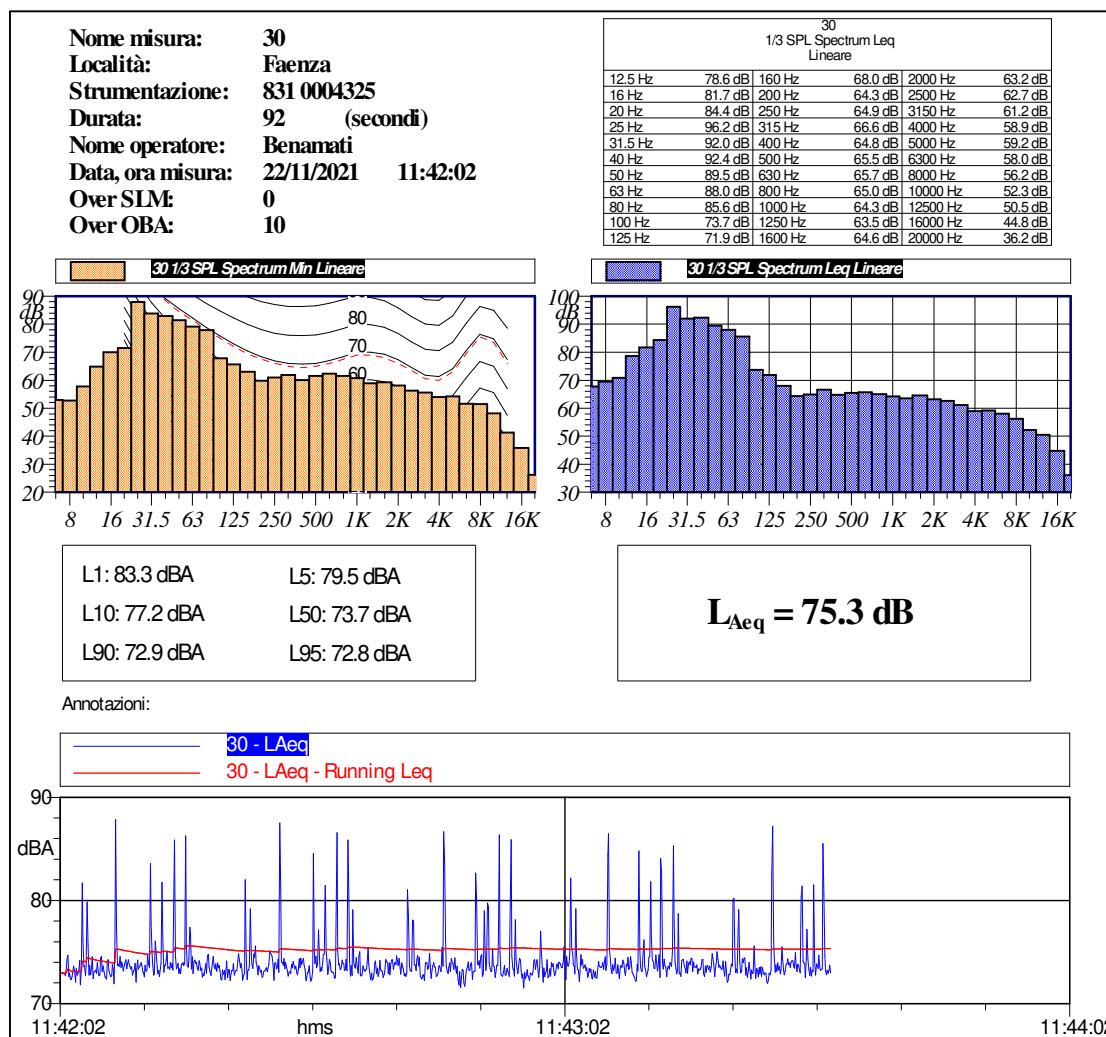 Nome misura: 30
Località: Faenza
Strumentazione: 831 0004325
Durata: 92 (secondi)
Nome operatore: Benamati
Data, ora misura: 22/11/2021 11:42:02
Over SLM: 0
Over OBA: 10
30
1/3 SPL Spectrum Leq
Lineare
12.5 Hz 78.6 dB 160 Hz 68.0 dB 2000 Hz 63.2 dB
16 Hz 81.7 dB 200 Hz 64.3 dB 2500 Hz 62.7 dB
20 Hz 84.4 dB 250 Hz 64.9 dB 3150 Hz 61.2 dB
25 Hz 96.2 dB 315 Hz 66.6 dB 4000 Hz 58.9 dB
31.5 Hz 92.0 dB 400 Hz 64.8 dB 5000 Hz 59.2 dB
40 Hz 92.4 dB 500 Hz 65.5 dB 6300 Hz 58.0 dB
50 Hz 89.5 dB 630 Hz 65.7 dB 8000 Hz 56.2 dB
63 Hz 88.0 dB 800 Hz 65.0 dB 10000 Hz 52.3 dB
80 Hz 85.6 dB 1000 Hz 64.3 dB 12500 Hz 50.5 dB
100 Hz 73.7 dB 1250 Hz 63.5 dB 16000 Hz 44.8 dB
125 Hz 71.9 dB 1600 Hz 64.6 dB 20000 Hz 36.2 dB
30 1/3 SPL Spectrum Min Lineare
90
dB
80
70
60
50
40
30
20
80
70
60
8 16 31.5 63 125 250 500 1K 2K 4K 8K 16K
30 1/3 SPL Spectrum Leq Lineare
100
dB
90
80
70
60
50
40
30
8 16 31.5 63 125 250 500 1K 2K 4K 8K 16K
L1: 83.3 dBA L5: 79.5 dBA
L10: 77.2 dBA L50: 73.7 dBA
L90: 72.9 dBA L95: 72.8 dBA
LAeq = 75.3 dB
Annotazioni:
30 - LAeq
30 - LAeq - Running Leq
90
dBA
80
70
11:42:02 hms 11:43:02 11:44:02